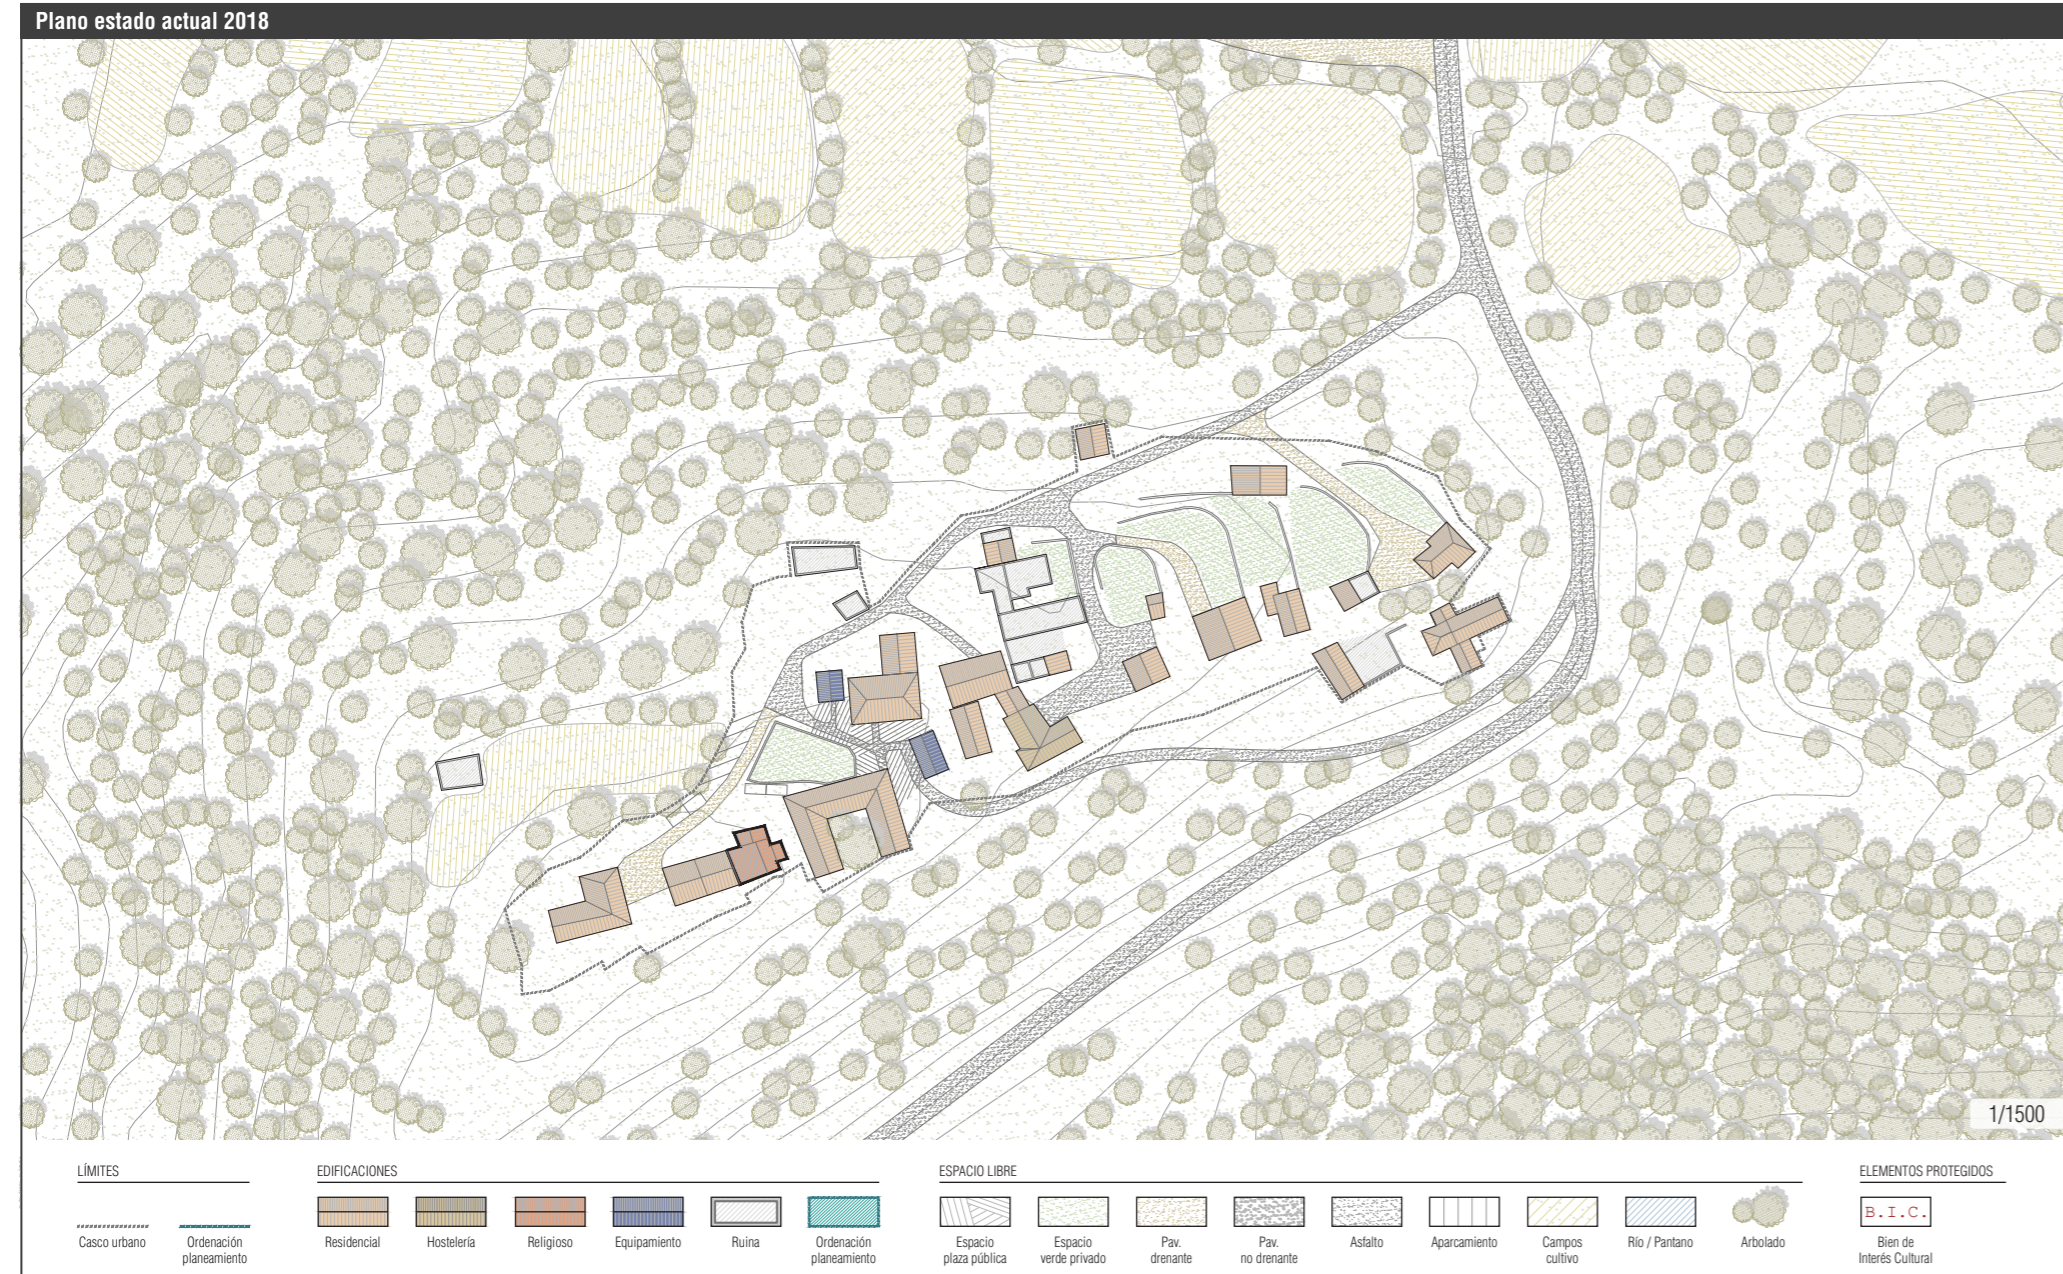 Plano estado actual 2018
1/1500
LÍMITES
Casco urbano
Ordenación
planeamiento
EDIFICACIONES
Residencial
Hostelería
Religioso
Equipamiento
Ruina
Ordenación
planeamiento
ESPACIO LIBRE
Espacio
plaza pública
Espacio
verde privado
Pav.
drenante
Pav.
no drenante
Asfalto
Aparcamiento
Campos
cultivo
Río / Pantano
Arbolado
ELEMENTOS PROTEGIDOS
B.I.C.
Bien de
Interés Cultural